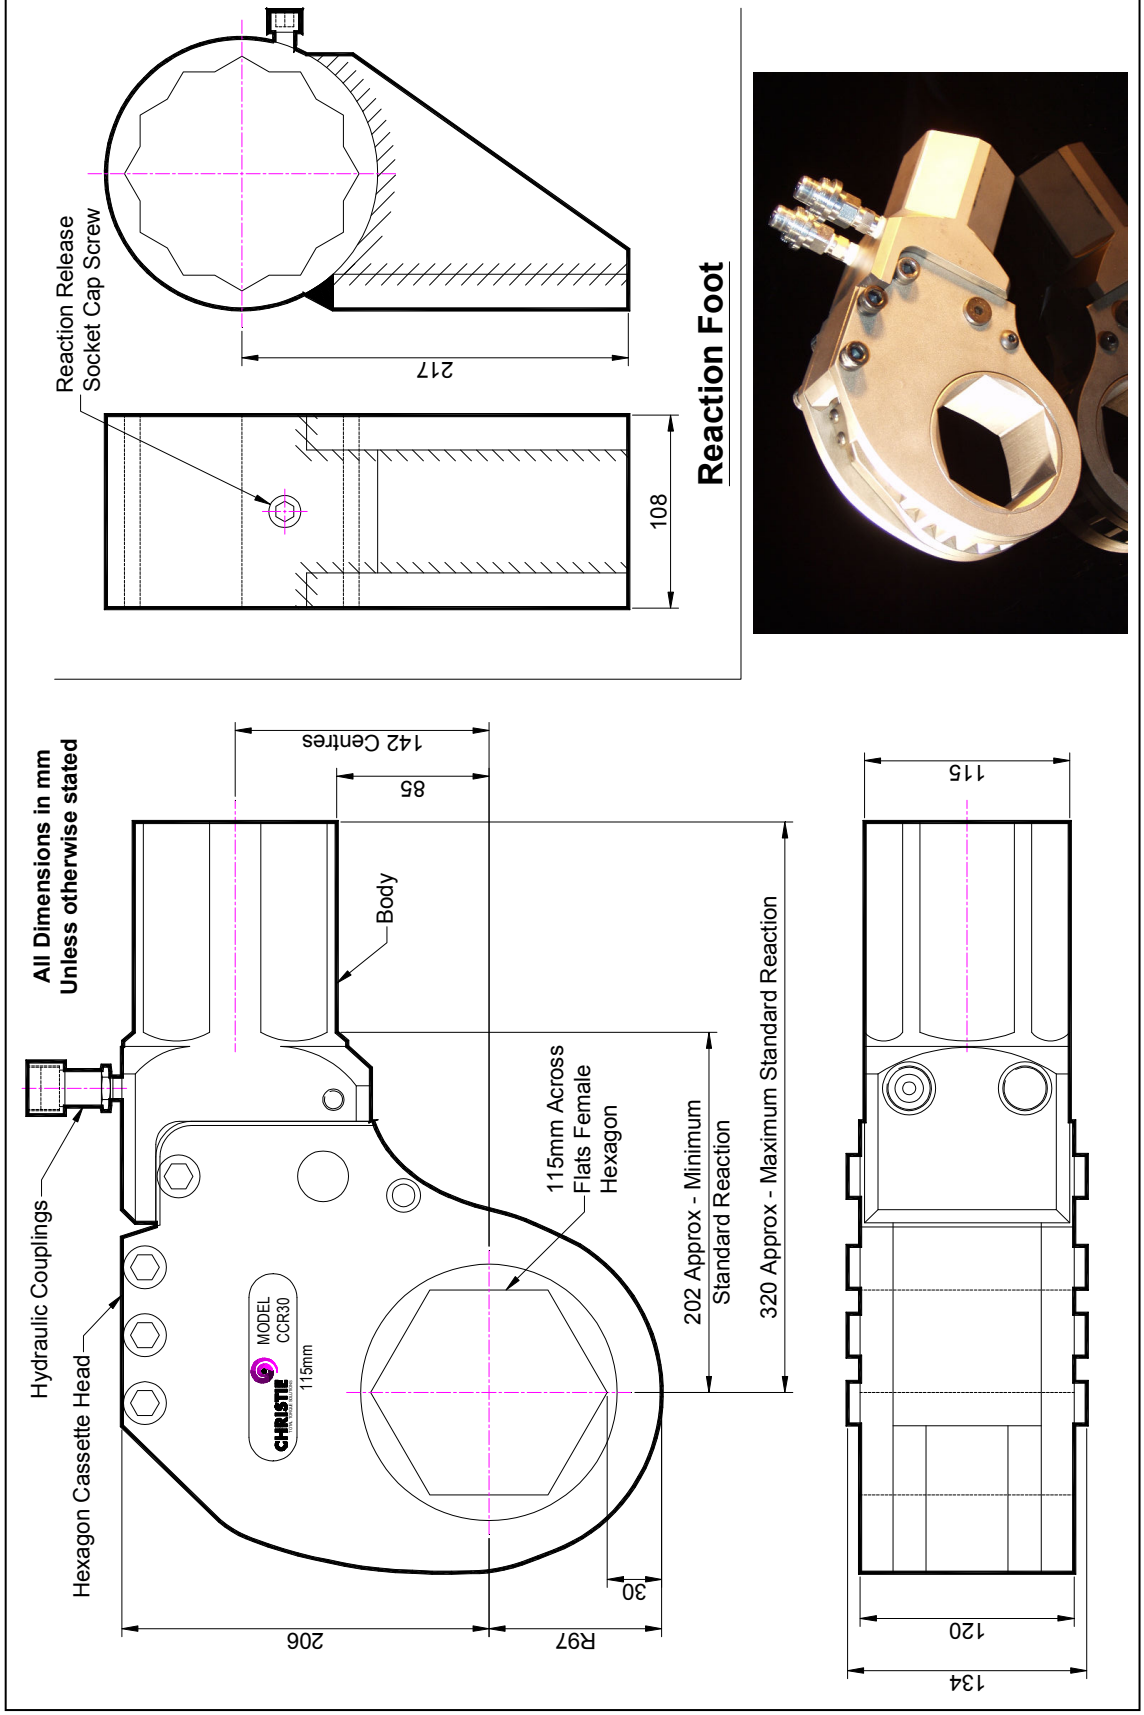 All Dimensions in mm
Unless otherwise stated
Hydraulic Couplings
Hexagon Cassette Head
MODEL
CCR30
CHRISTIE
115mm
115mm Across
Flats Female
Hexagon
Body
206
R97
30
142 Centres
85
202 Approx - Minimum
Standard Reaction
320 Approx - Maximum Standard Reaction
134
120
115
Reaction Release
Socket Cap Screw
217
108
Reaction Foot